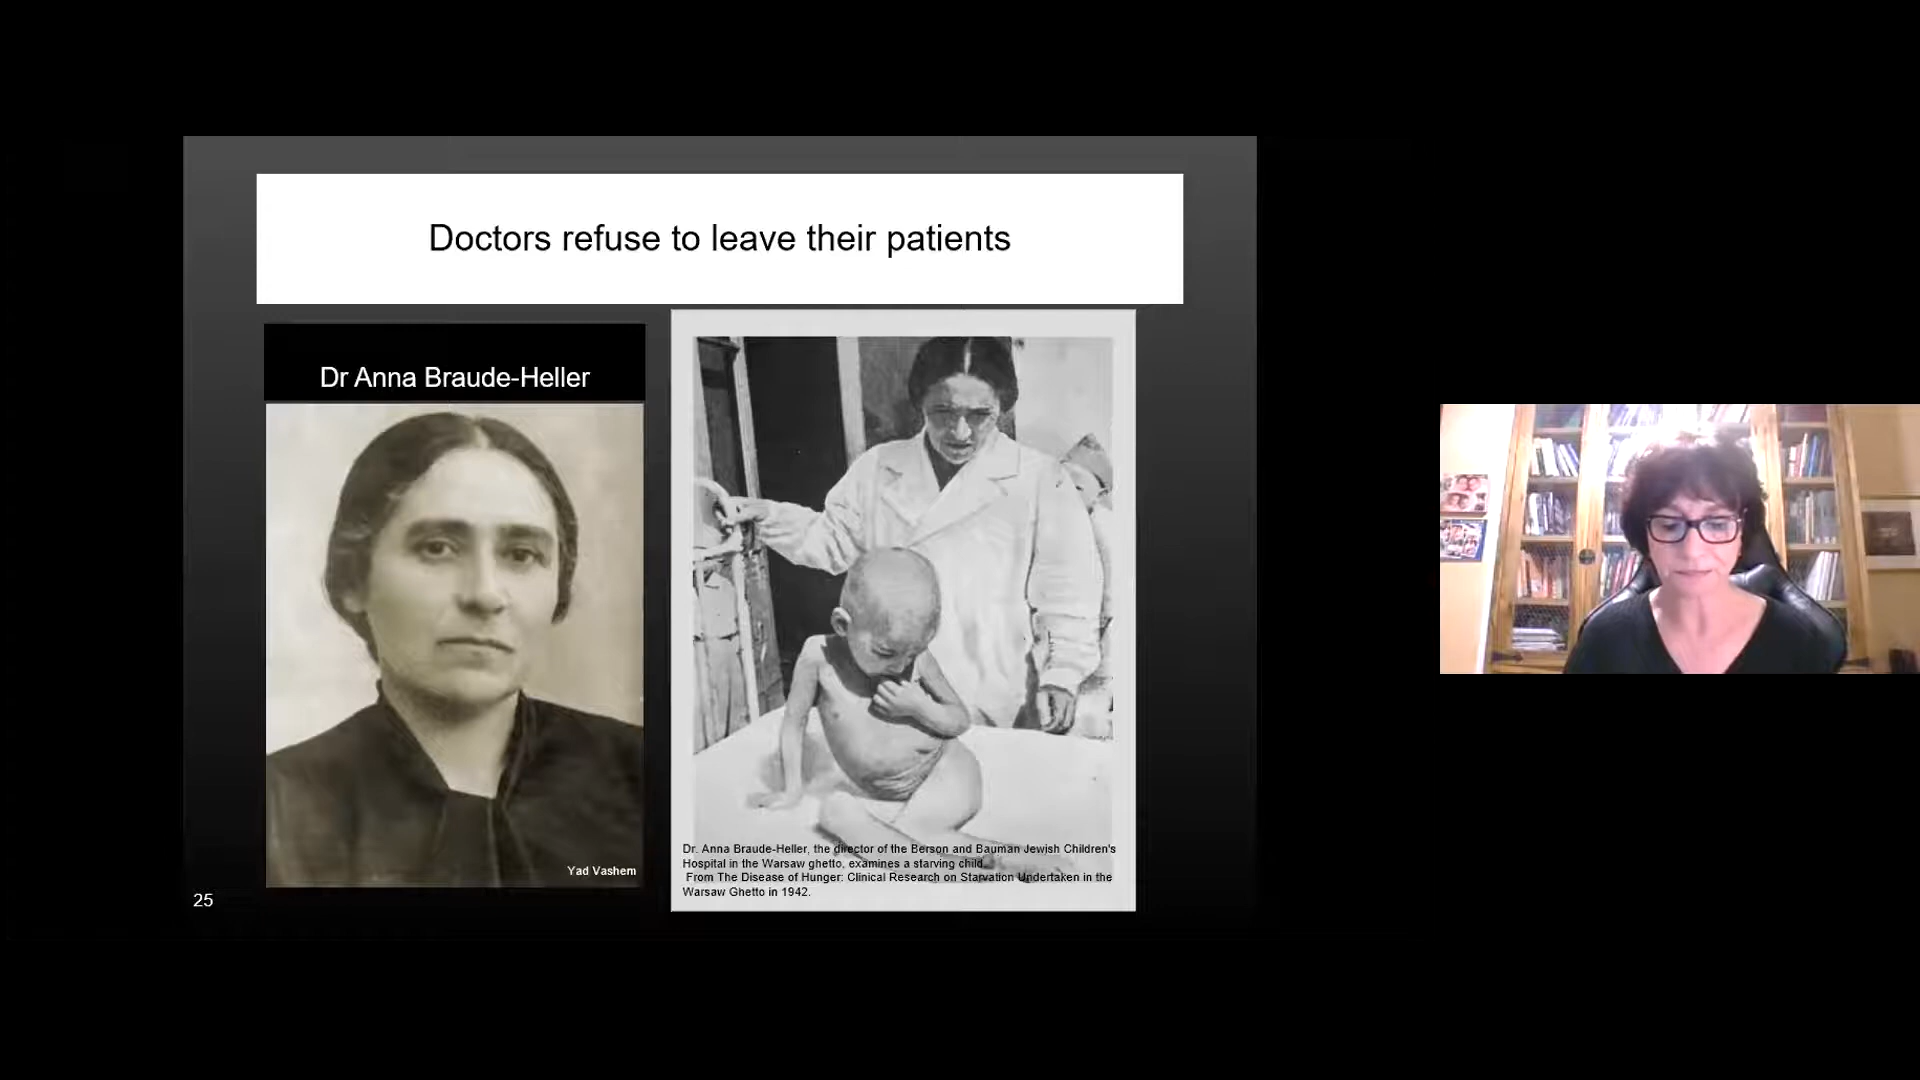 Doctors refuse to leave their patients
Dr Anna Braude-Heller
Yad Vashem
Dr. Anna Braude-Heller, the director of the Berson and Bauman Jewish Children's
Hospital in the Warsaw ghetto, examines a starving child.
From The Disease of Hunger: Clinical Research on Starvation Undertaken in the
Warsaw Ghetto in 1942.
25